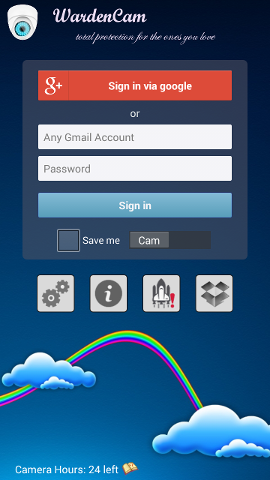 WardenCam
total protection for the ones you love
g+ Sign in via google
or
Any Gmail Account
Password
Sign in
Save me Cam
Camera Hours: 24 left